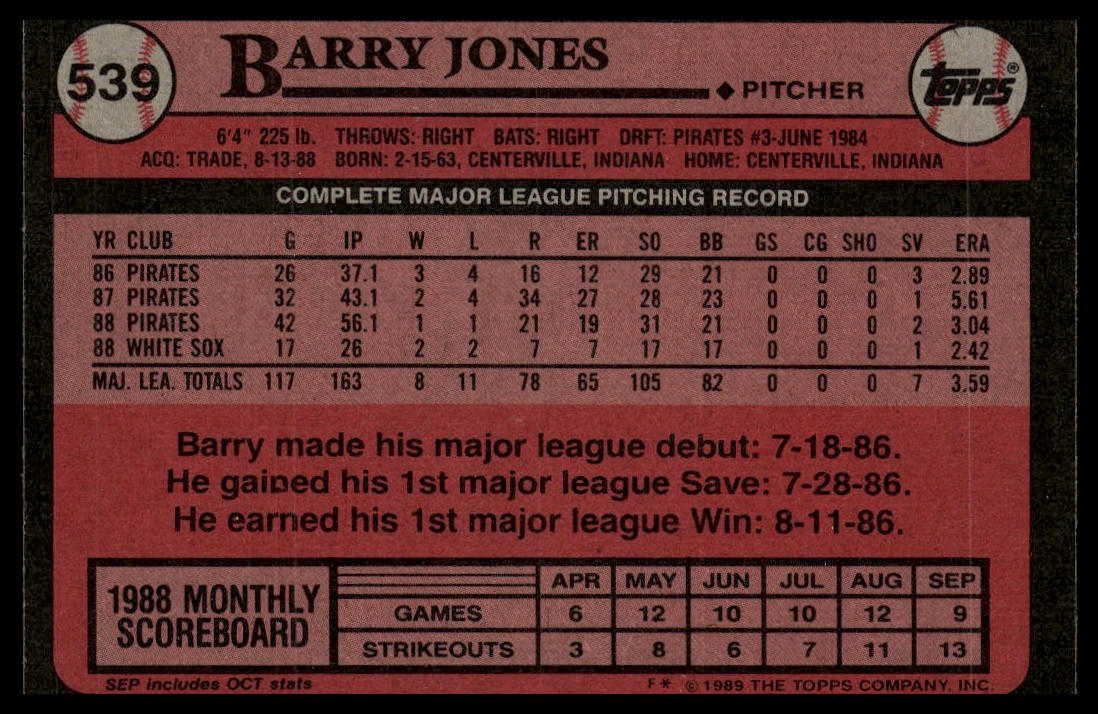 539
BARRY JONES
◆ PITCHER
TOPPS®
6'4" 225 lb. THROWS: RIGHT BATS: RIGHT DRFT: PIRATES #3-JUNE 1984
ACQ: TRADE, 8-13-88 BORN: 2-15-63, CENTERVILLE, INDIANA HOME: CENTERVILLE, INDIANA
COMPLETE MAJOR LEAGUE PITCHING RECORD
YR CLUB G IP W L R ER SO BB GS CG SHO SV ERA
86 PIRATES 26 37.1 3 4 16 12 29 21 0 0 0 3 2.89
87 PIRATES 32 43.1 2 4 34 27 28 23 0 0 0 1 5.61
88 PIRATES 42 56.1 1 1 21 19 31 21 0 0 0 2 3.04
88 WHITE SOX 17 26 2 2 7 7 17 17 0 0 0 1 2.42
MAJ. LEA. TOTALS 117 163 8 11 78 65 105 82 0 0 0 7 3.59
Barry made his major league debut: 7-18-86.
He gained his 1st major league Save: 7-28-86.
He earned his 1st major league Win: 8-11-86.
1988 MONTHLY SCOREBOARD
APR MAY JUN JUL AUG SEP
GAMES 6 12 10 10 12 9
STRIKEOUTS 3 8 6 7 11 13
SEP includes OCT stats
F* © 1989 THE TOPPS COMPANY, INC.